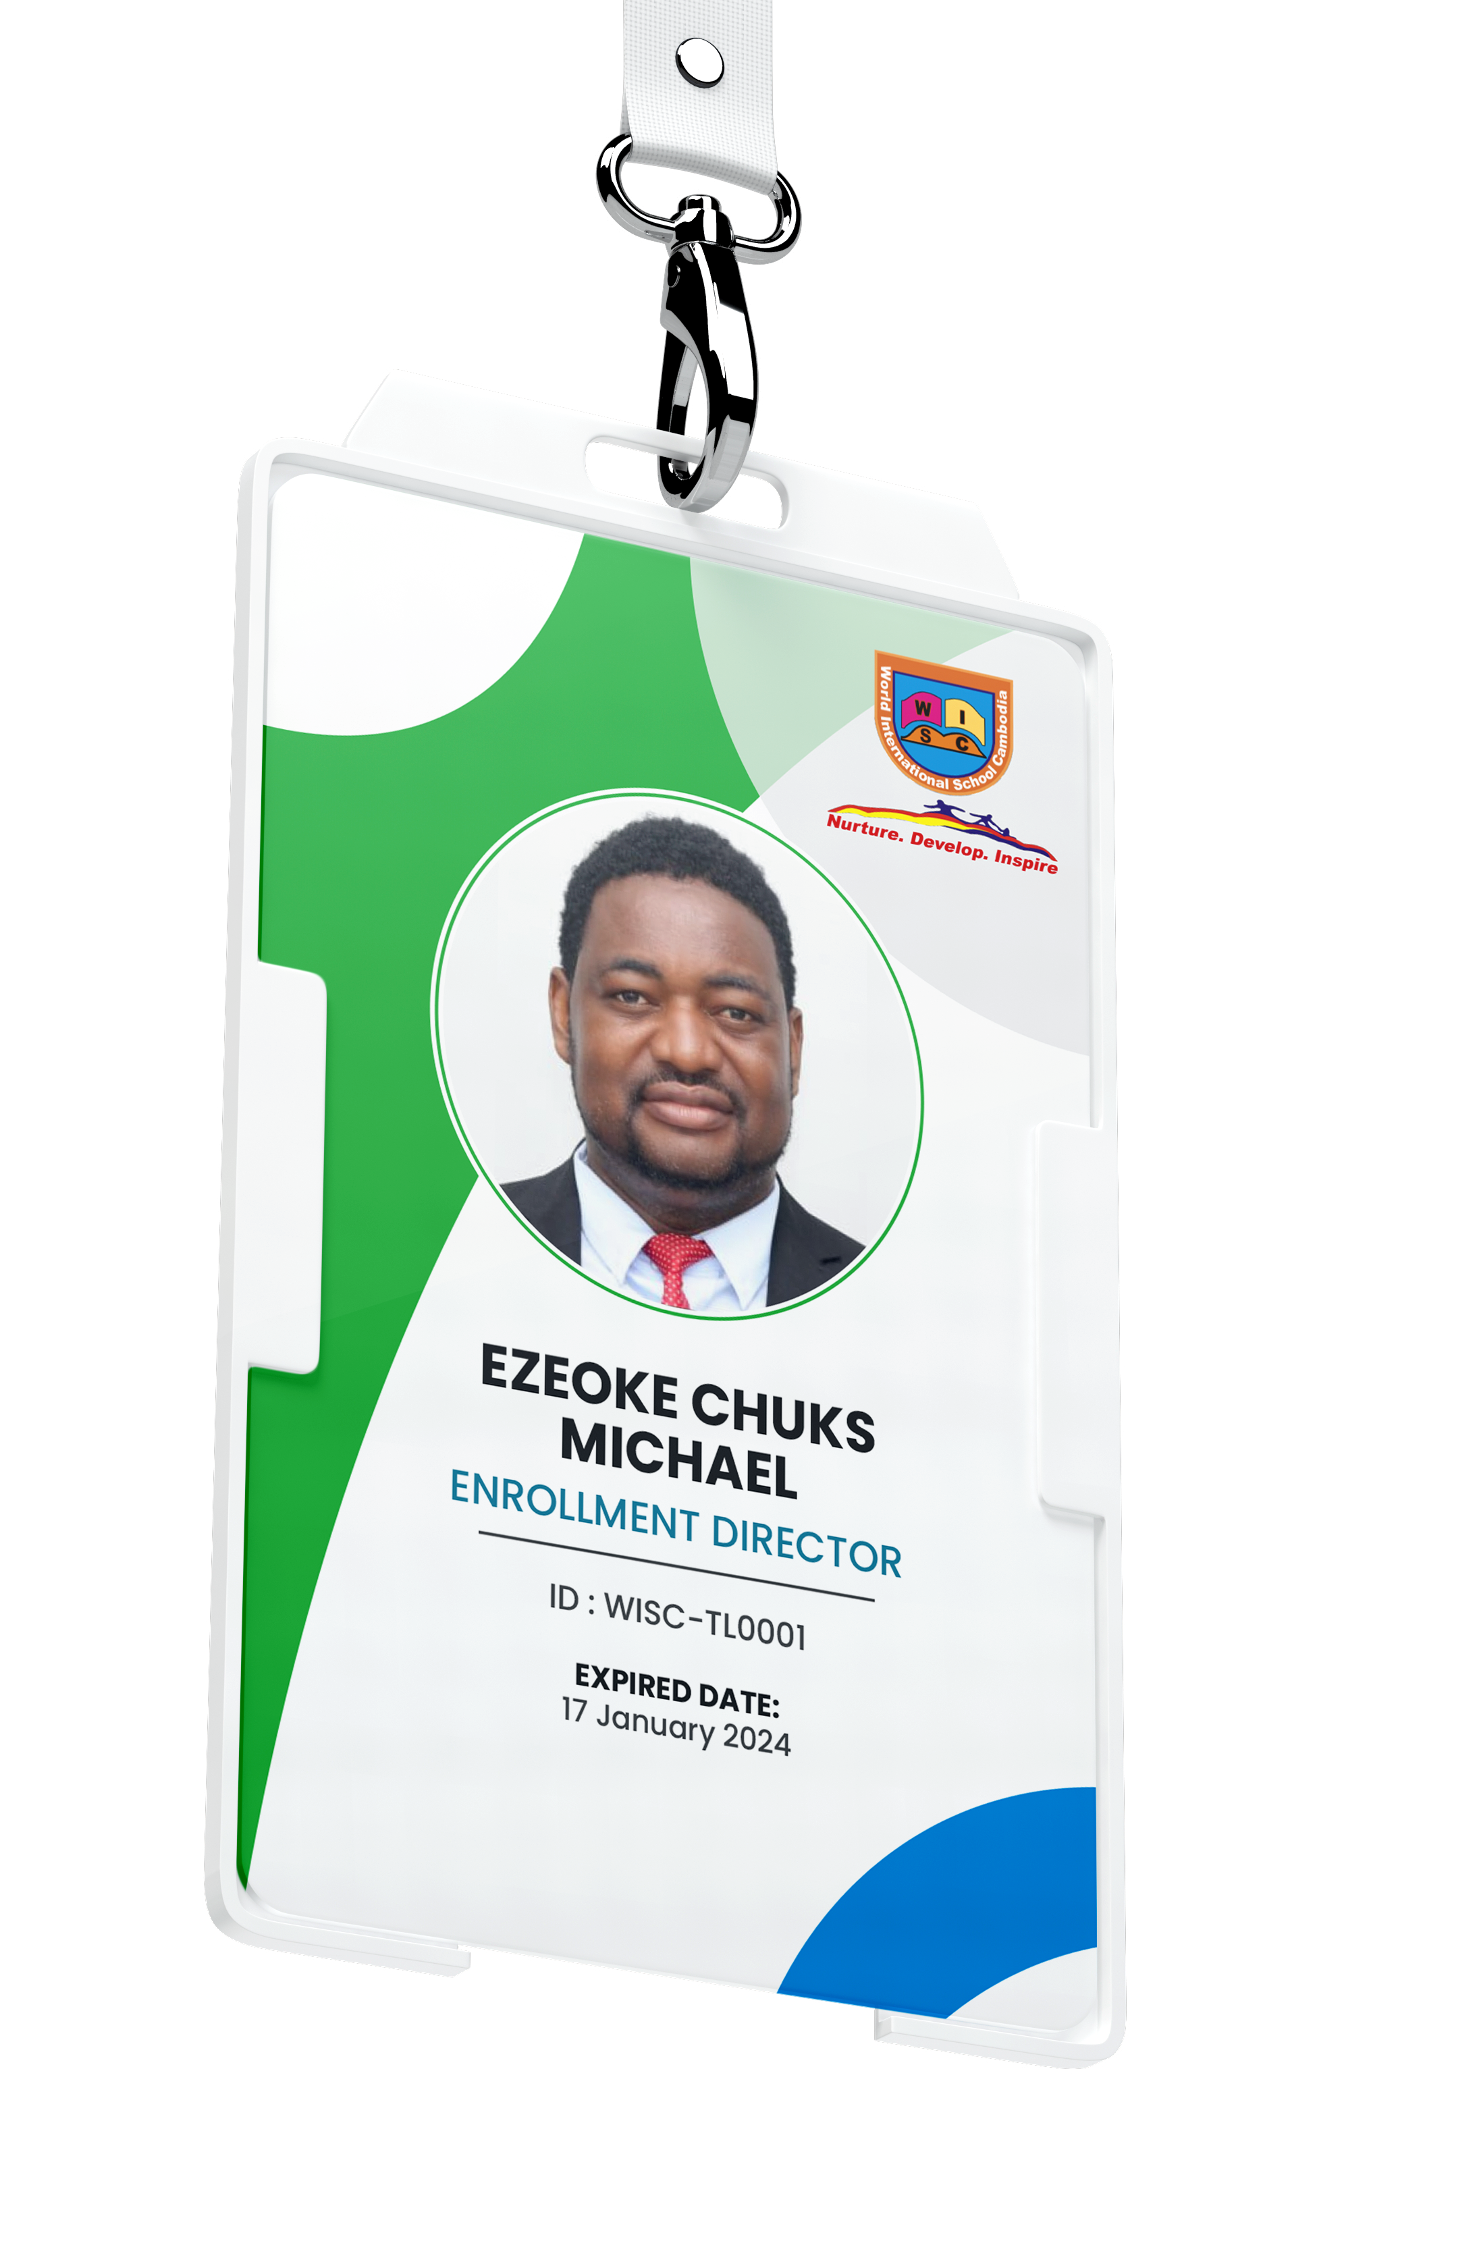 World International School Cambodia
W I
S C
Nurture. Develop. Inspire
EZEOKE CHUKS
MICHAEL
ENROLLMENT DIRECTOR
ID : WISC-TL0001
EXPIRED DATE:
17 January 2024